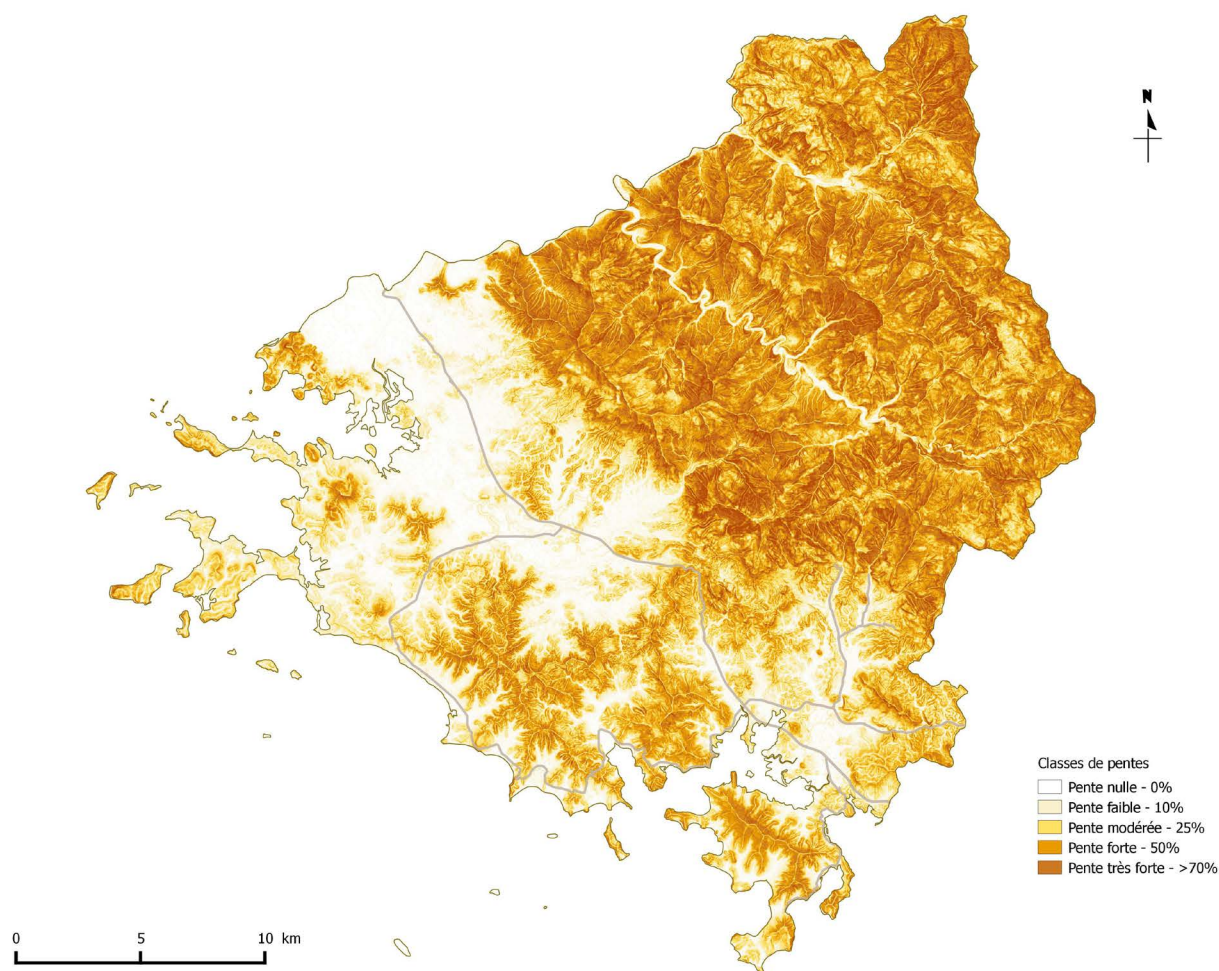 N
Classes de pentes
Pente nulle - 0%
Pente faible - 10%
Pente modérée - 25%
Pente forte - 50%
Pente très forte - >70%
0 5 10 km